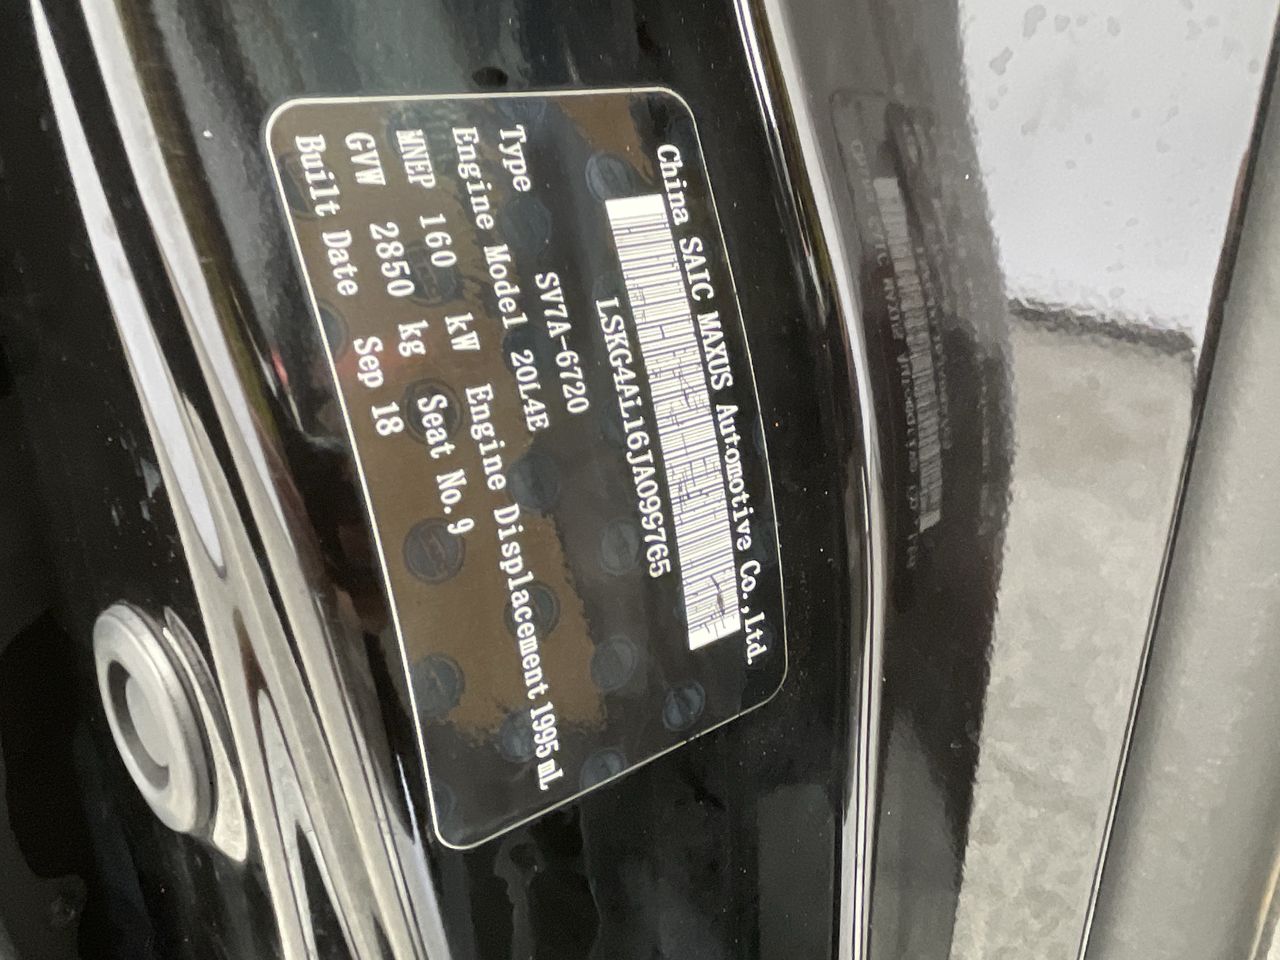 China SAIC MAXUS Automotive Co.,Ltd.
LSKG4AL16JA099765
Type SV7A-6720
Engine Model 20L4E
MNEP 160 kW Engine Displacement 1995 mL
GVW 2850 kg Seat No. 9
Built Date Sep 18